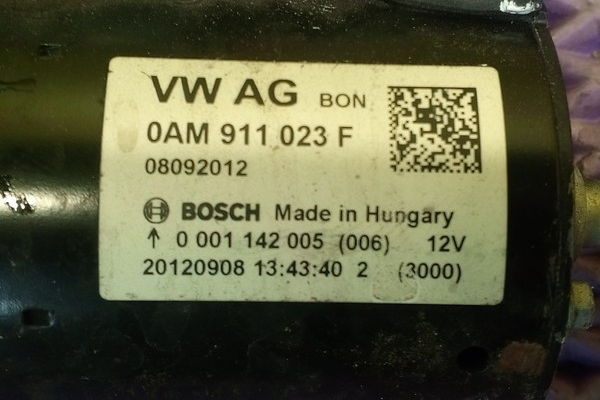 VW AG BON
0AM 911 023 F
08092012
BOSCH Made in Hungary
↑ 0 001 142 005 (006) 12V
20120908 13:43:40 2 (3000)